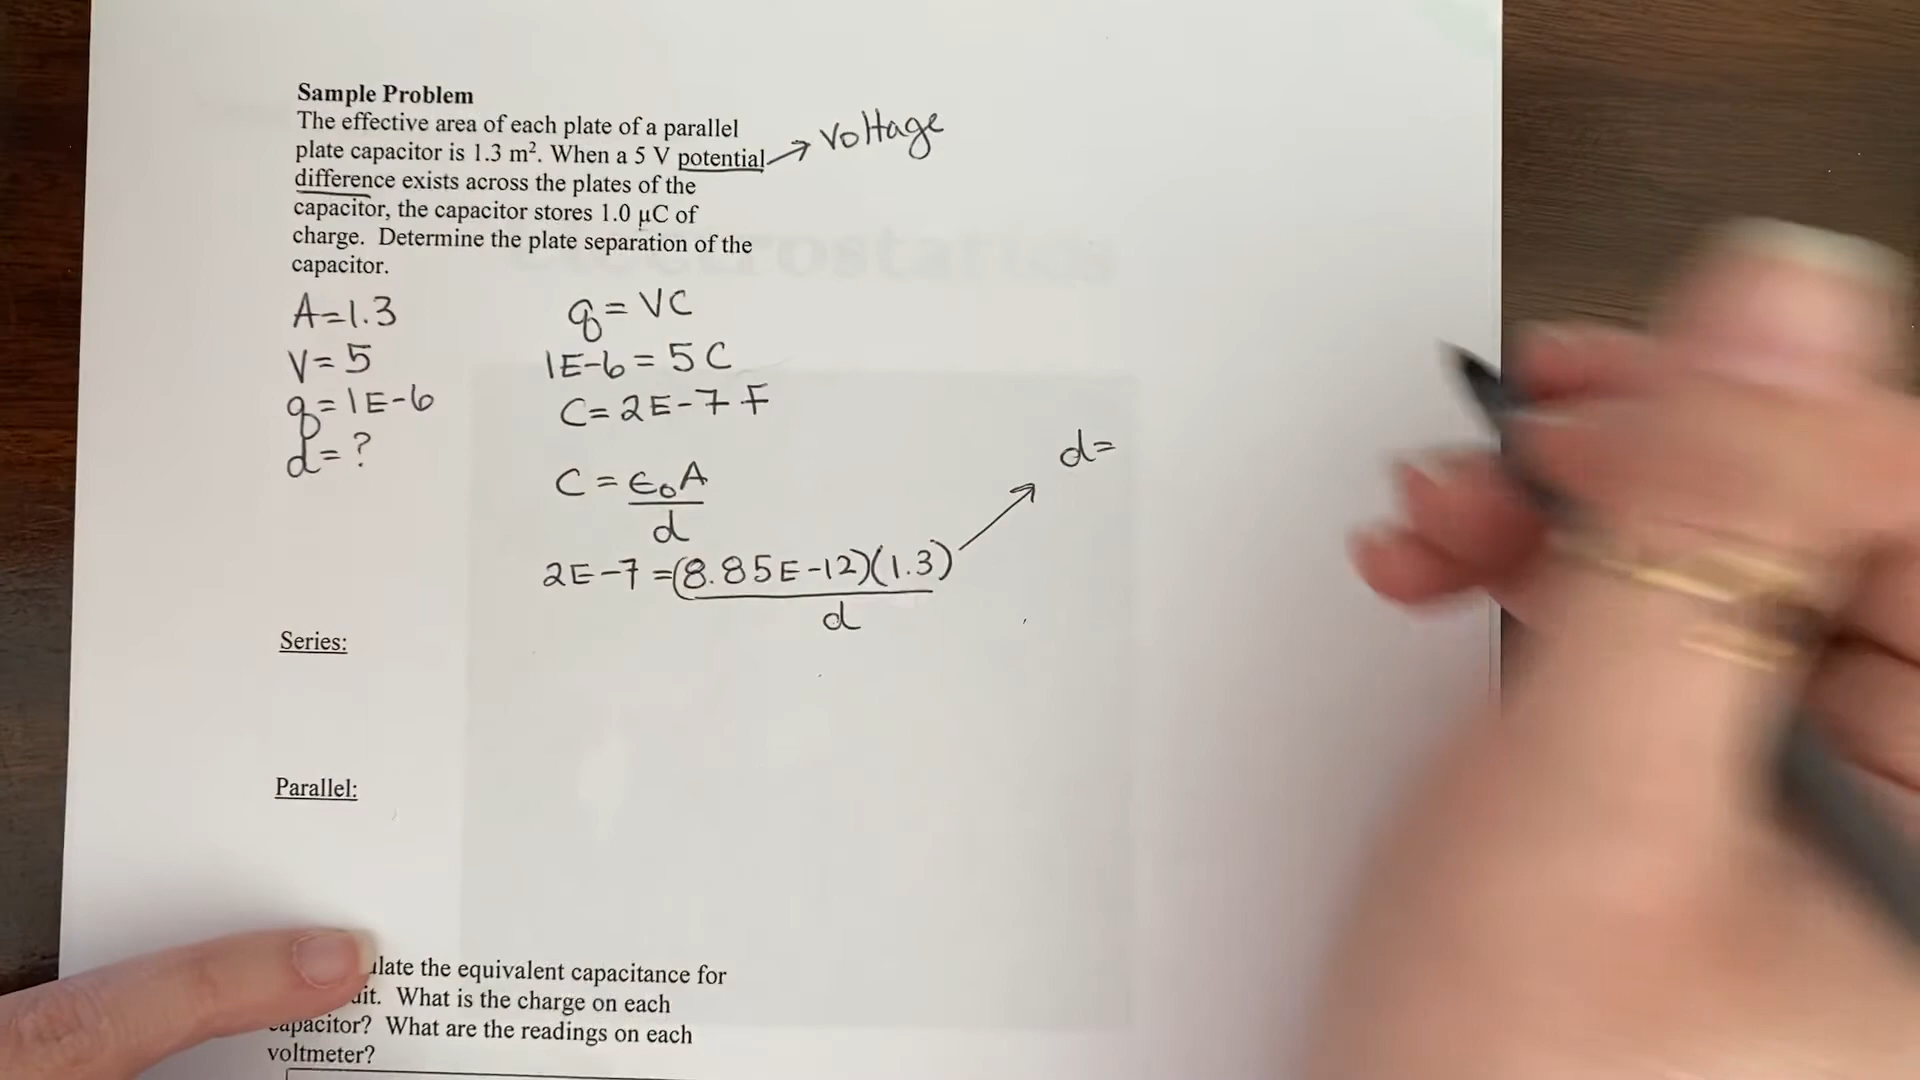 Sample Problem
The effective area of each plate of a parallel
plate capacitor is 1.3 m². When a 5 V potential → Voltage
difference exists across the plates of the
capacitor, the capacitor stores 1.0 µC of
charge. Determine the plate separation of the
capacitor.
A=1.3
V=5
q=1E-6
d=?
q=VC
1E-6=5C
C=2E-7 F
C=ϵ₀A
d
2E-7=(8.85E-12)(1.3)
d
d=
Series:
Parallel:
the equivalent capacitance for
What is the charge on each
capacitor? What are the readings on each
voltmeter?